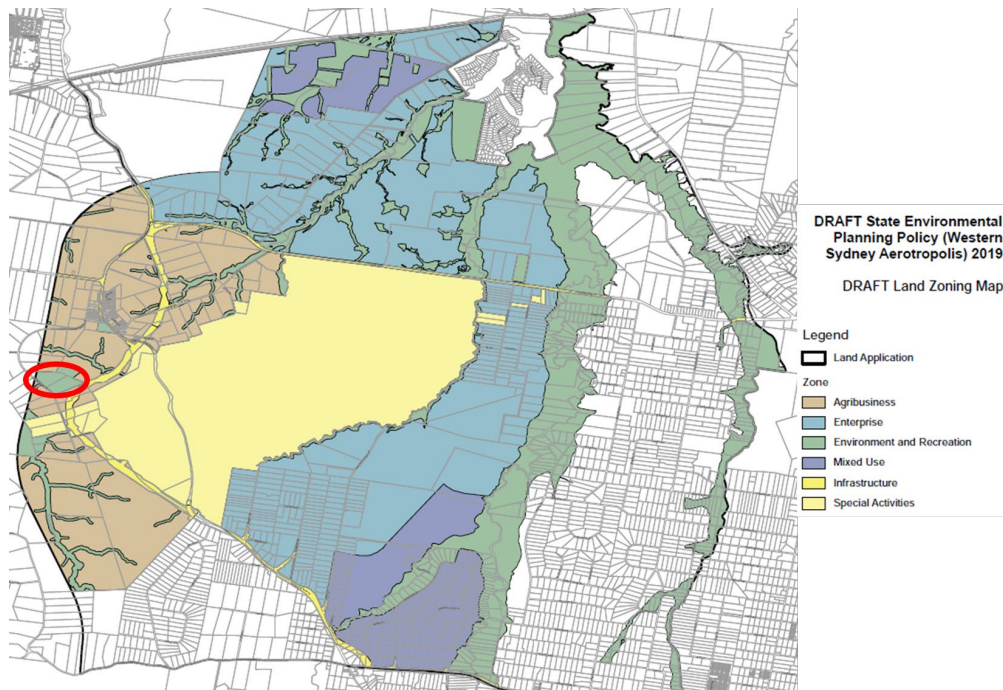 DRAFT State Environmental
Planning Policy (Western
Sydney Aerotropolis) 2019
DRAFT Land Zoning Map
Legend
Land Application
Zone
Agribusiness
Enterprise
Environment and Recreation
Mixed Use
Infrastructure
Special Activities